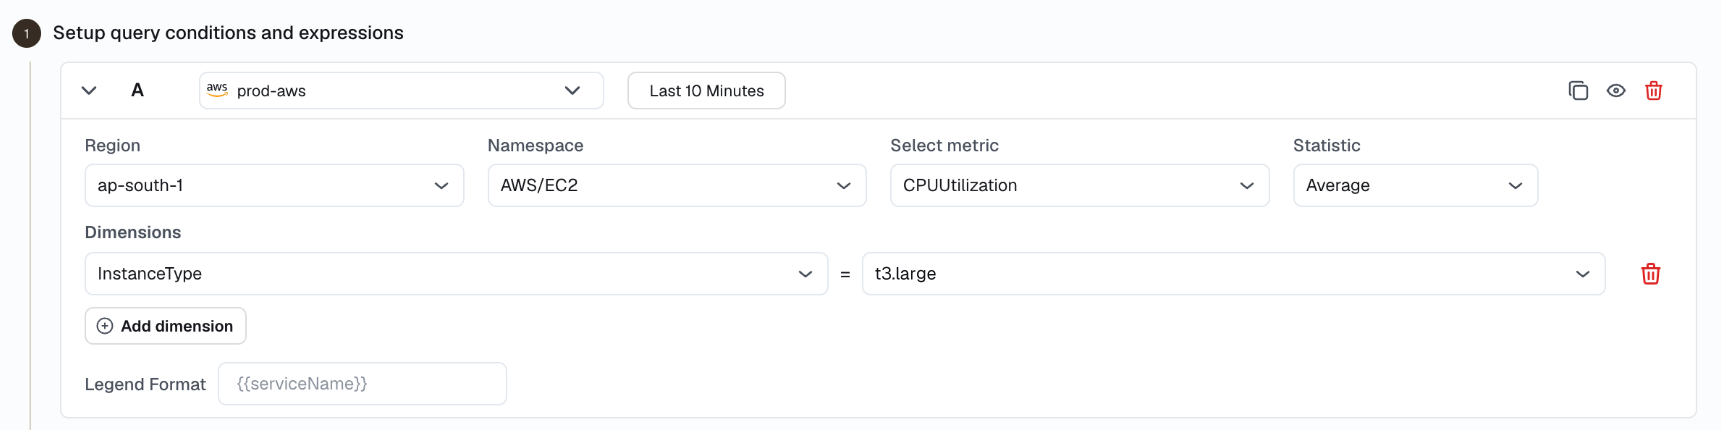 1 Setup query conditions and expressions
A aws prod-aws Last 10 Minutes
Region Namespace Select metric Statistic
ap-south-1 AWS/EC2 CPUUtilization Average
Dimensions
InstanceType = t3.large
Add dimension
Legend Format {{serviceName}}